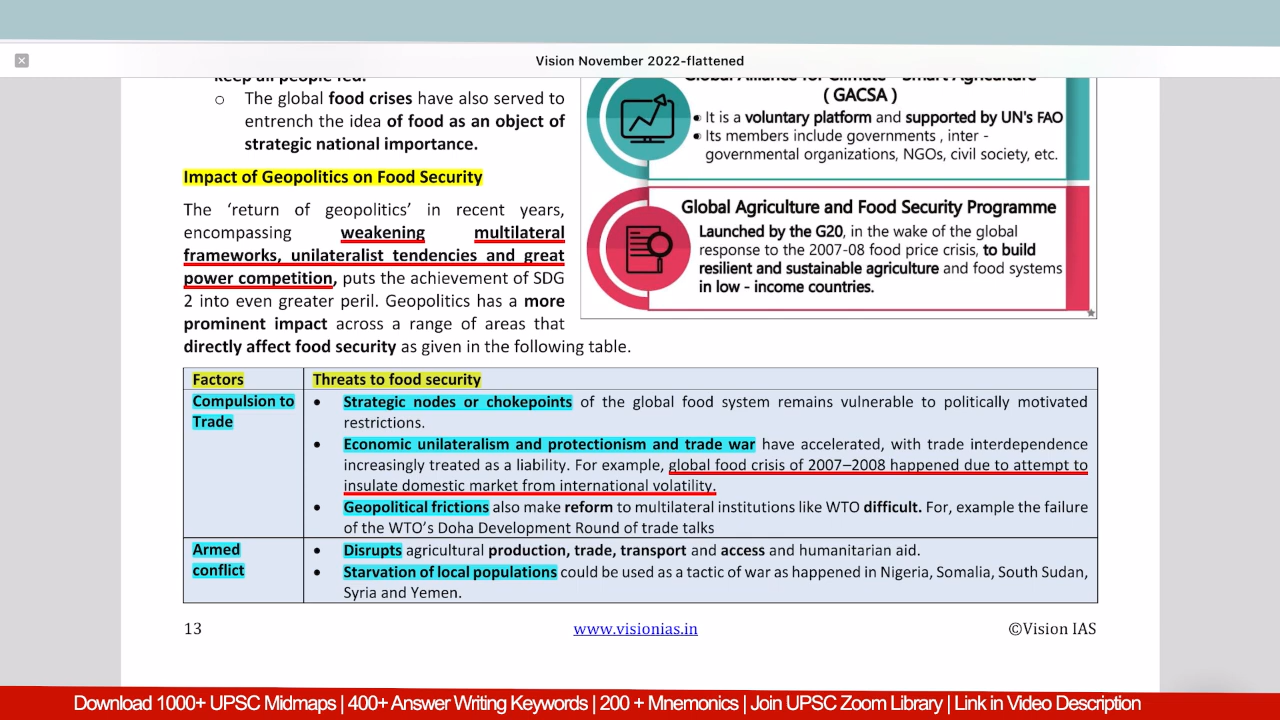 Vision November 2022-flattened
keep all people fed.
o The global food crises have also served to
entrench the idea of food as an object of
strategic national importance.
Impact of Geopolitics on Food Security
The ‘return of geopolitics’ in recent years,
encompassing weakening multilateral
frameworks, unilateralist tendencies and great
power competition, puts the achievement of SDG
2 into even greater peril. Geopolitics has a more
prominent impact across a range of areas that
directly affect food security as given in the following table.
Global Alliance for Climate - Smart Agriculture
( GACSA )
• It is a voluntary platform and supported by UN's FAO
• Its members include governments , inter -
governmental organizations, NGOs, civil society, etc.
Global Agriculture and Food Security Programme
Launched by the G20, in the wake of the global
response to the 2007-08 food price crisis, to build
resilient and sustainable agriculture and food systems
in low - income countries.
Factors
Threats to food security
Compulsion to
Trade
• Strategic nodes or chokepoints of the global food system remains vulnerable to politically motivated
restrictions.
• Economic unilateralism and protectionism and trade war have accelerated, with trade interdependence
increasingly treated as a liability. For example, global food crisis of 2007–2008 happened due to attempt to
insulate domestic market from international volatility.
• Geopolitical frictions also make reform to multilateral institutions like WTO difficult. For, example the failure
of the WTO’s Doha Development Round of trade talks
Armed
conflict
• Disrupts agricultural production, trade, transport and access and humanitarian aid.
• Starvation of local populations could be used as a tactic of war as happened in Nigeria, Somalia, South Sudan,
Syria and Yemen.
13
www.visionias.in
©Vision IAS
Download 1000+ UPSC Midmaps | 400+ Answer Writing Keywords | 200 + Mnemonics | Join UPSC Zoom Library | Link in Video Description